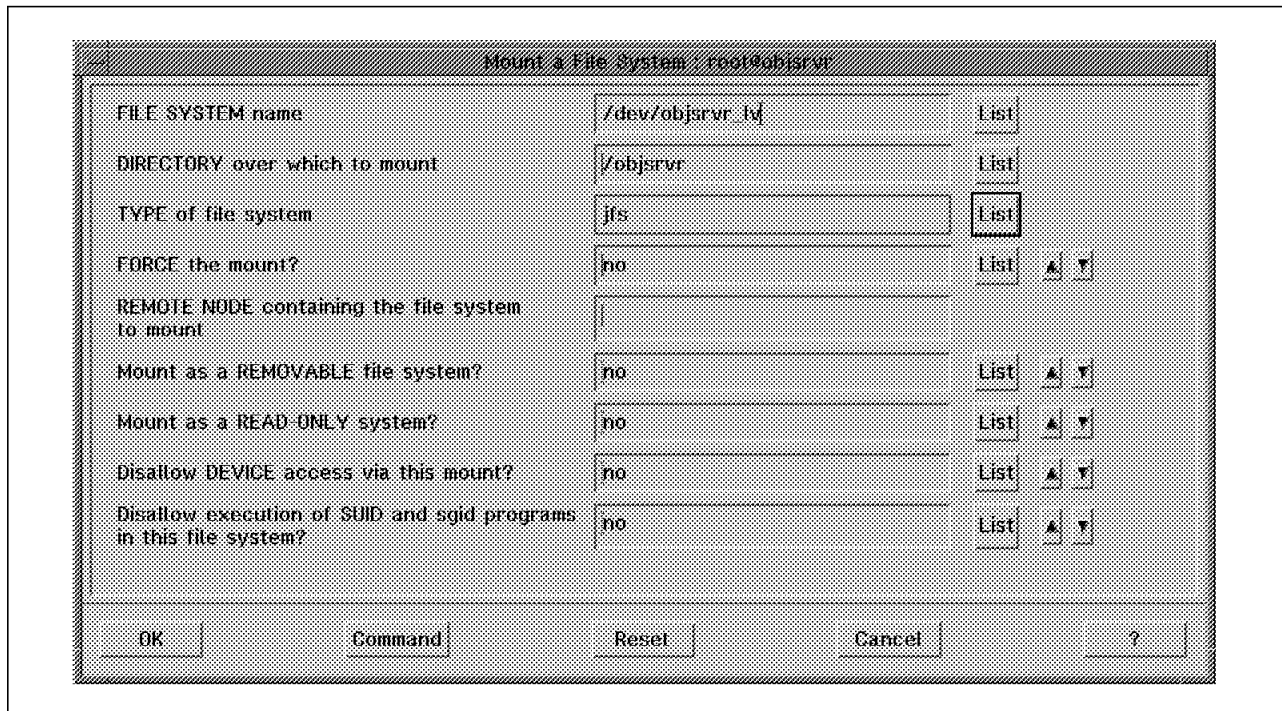 Mount a File System : root@objsrvr
FILE SYSTEM name /dev/objsrvr_lv List
DIRECTORY over which to mount /objsrvr List
TYPE of file system jfs List
FORCE the mount? no List
REMOTE NODE containing the file system
to mount
Mount as a REMOVABLE file system? no List
Mount as a READ ONLY system? no List
Disallow DEVICE access via this mount? no List
Disallow execution of SUID and sgid programs
in this file system? no List
OK Command Reset Cancel ?